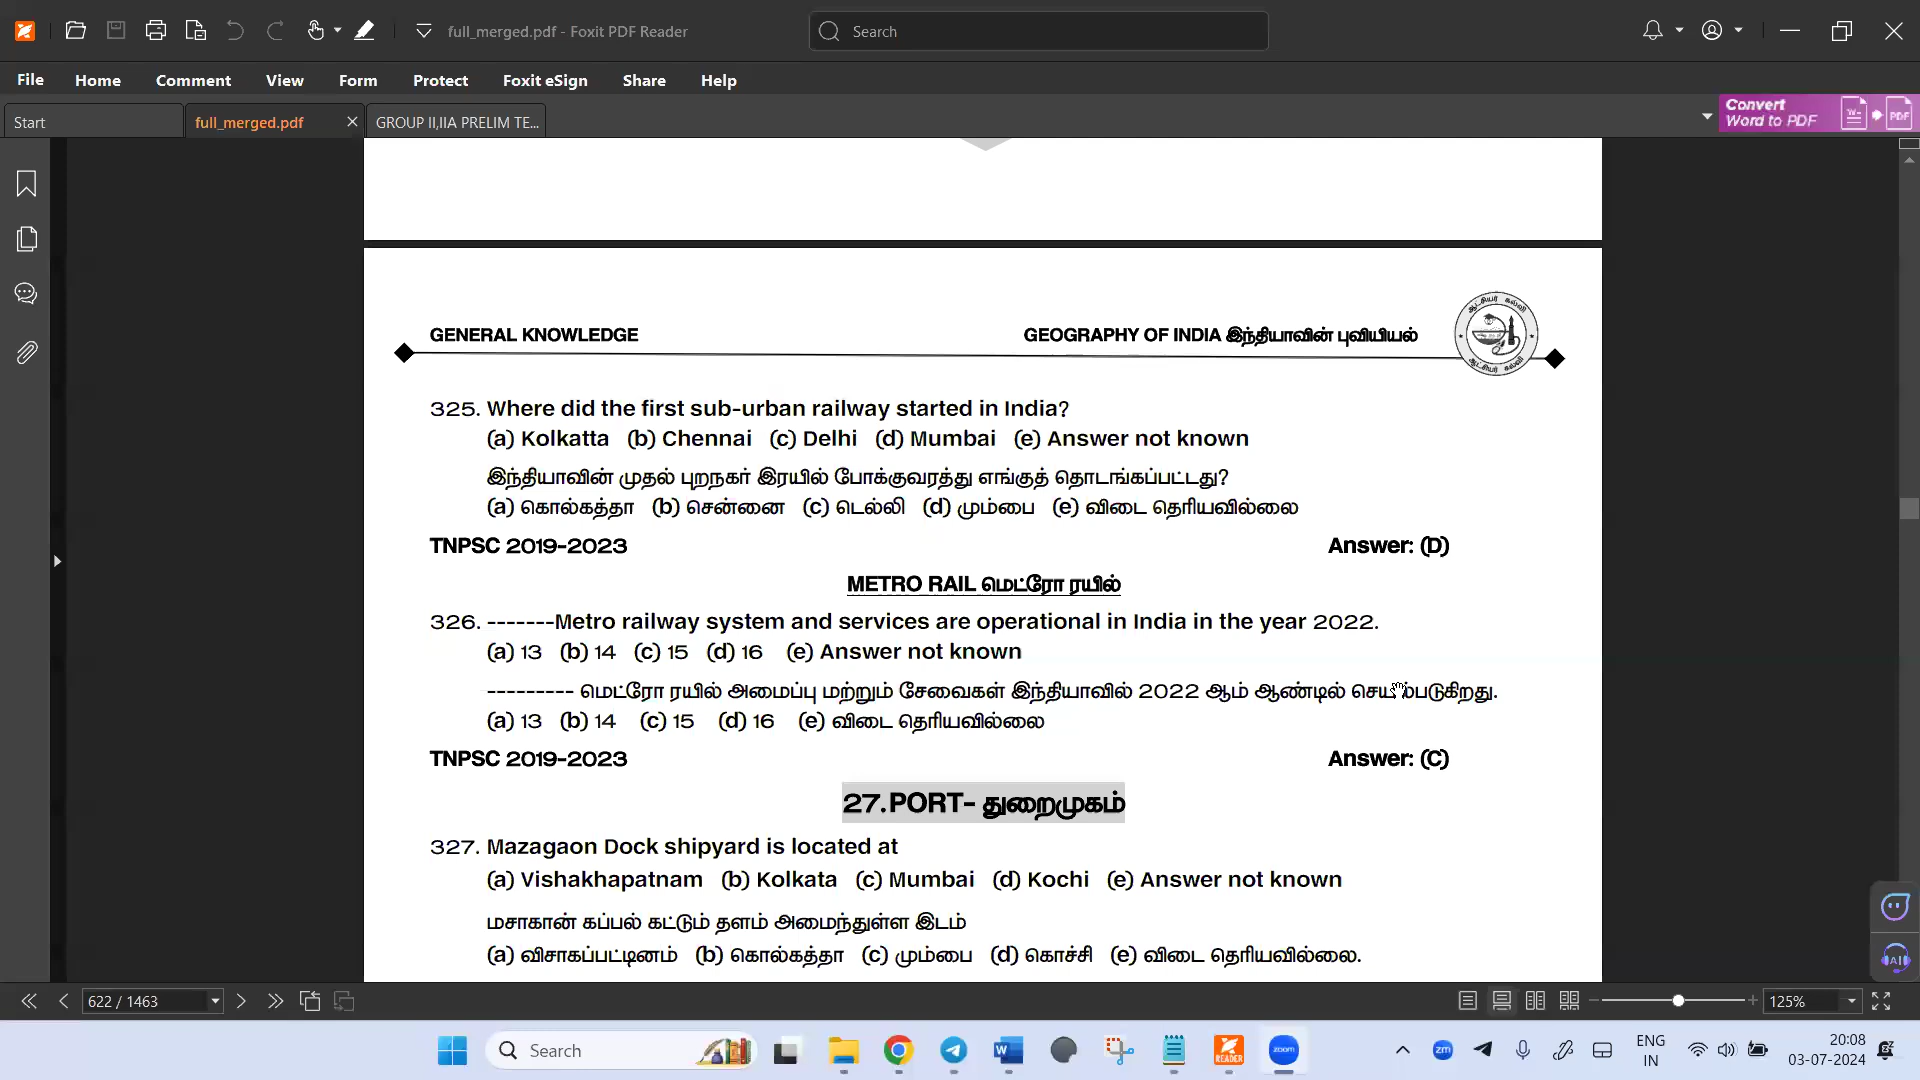 full_merged.pdf - Foxit PDF Reader
Search
File Home Comment View Form Protect Foxit eSign Share Help
Start full_merged.pdf GROUP II,IIA PRELIM TE...
Convert
Word to PDF
GENERAL KNOWLEDGE GEOGRAPHY OF INDIA இந்தியாவின் புவியியல்
325. Where did the first sub-urban railway started in India?
(a) Kolkatta (b) Chennai (c) Delhi (d) Mumbai (e) Answer not known
இந்தியாவின் முதல் புறநகர் இரயில் போக்குவரத்து எங்குத் தொடங்கப்பட்டது?
(a) கொல்கத்தா (b) சென்னை (c) டெல்லி (d) மும்பை (e) விடை தெரியவில்லை
TNPSC 2019-2023 Answer: (D)
METRO RAIL மெட்ரோ ரயில்
326. -------Metro railway system and services are operational in India in the year 2022.
(a) 13 (b) 14 (c) 15 (d) 16 (e) Answer not known
--------- மெட்ரோ ரயில் அமைப்பு மற்றும் சேவைகள் இந்தியாவில் 2022 ஆம் ஆண்டில் செயல்படுகிறது.
(a) 13 (b) 14 (c) 15 (d) 16 (e) விடை தெரியவில்லை
TNPSC 2019-2023 Answer: (C)
27.PORT- துறைமுகம்
327. Mazagaon Dock shipyard is located at
(a) Vishakhapatnam (b) Kolkata (c) Mumbai (d) Kochi (e) Answer not known
மசாகான் கப்பல் கட்டும் தளம் அமைந்துள்ள இடம்
(a) விசாகப்பட்டினம் (b) கொல்கத்தா (c) மும்பை (d) கொச்சி (e) விடை தெரியவில்லை.
622 / 1463 125%
Search
ENG
IN
20:08
03-07-2024